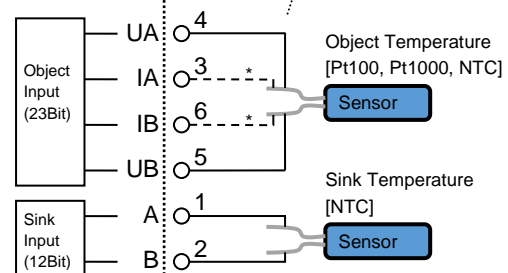 UA 4
Object Temperature
[Pt100, Pt1000, NTC]
Object
Input
(23Bit)
IA 3 *
Sensor
IB 6 *
UB 5
Sink Temperature
[NTC]
Sink
Input
(12Bit)
A 1
Sensor
B 2